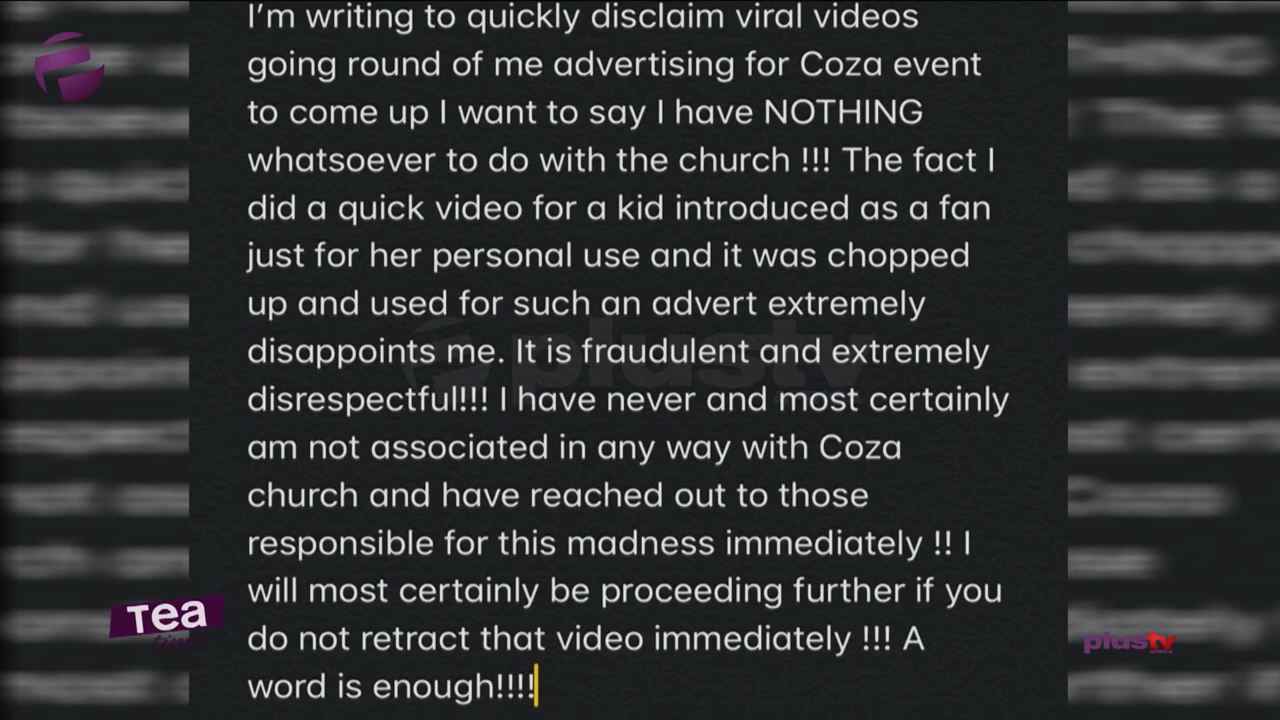 I'm writing to quickly disclaim viral videos
going round of me advertising for Coza event
to come up I want to say I have NOTHING
whatsoever to do with the church !!! The fact I
did a quick video for a kid introduced as a fan
just for her personal use and it was chopped
up and used for such an advert extremely
disappoints me. It is fraudulent and extremely
disrespectful!!! I have never and most certainly
am not associated in any way with Coza
church and have reached out to those
responsible for this madness immediately !! I
will most certainly be proceeding further if you
do not retract that video immediately !!! A
word is enough!!!!
plustv
Tea
time
plustv
AFRICA